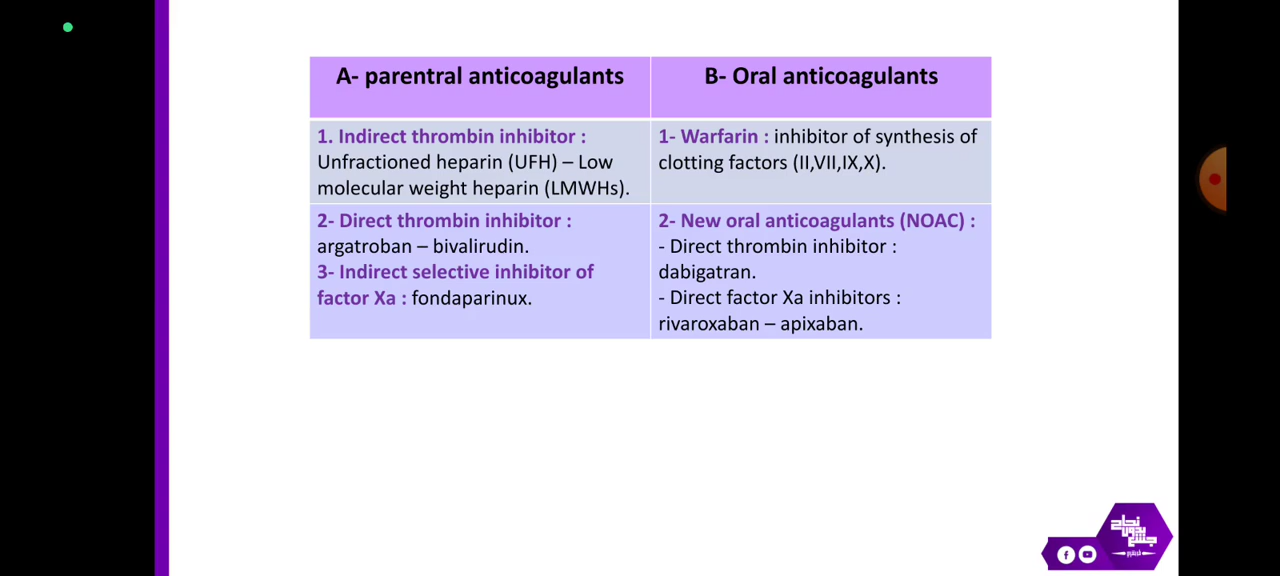 A- parentral anticoagulants
B- Oral anticoagulants
1. Indirect thrombin inhibitor :
Unfractioned heparin (UFH) – Low
molecular weight heparin (LMWHs).
1- Warfarin : inhibitor of synthesis of
clotting factors (II,VII,IX,X).
2- Direct thrombin inhibitor :
argatroban – bivalirudin.
3- Indirect selective inhibitor of
factor Xa : fondaparinux.
2- New oral anticoagulants (NOAC) :
- Direct thrombin inhibitor :
dabigatran.
- Direct factor Xa inhibitors :
rivaroxaban – apixaban.
نجاح
بدون